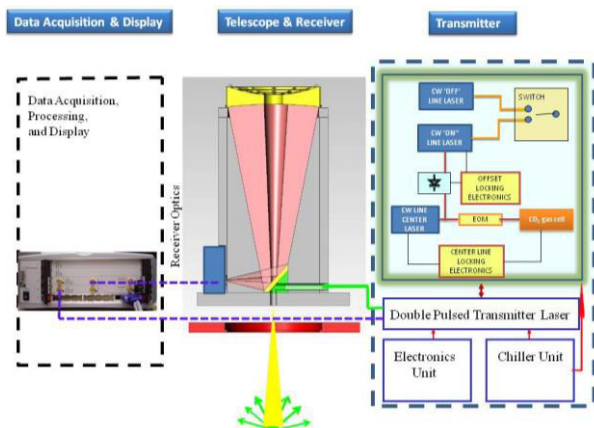 Data Acquisition & Display
Telescope & Receiver
Transmitter
Data Acquisition,
Processing,
and Display
Receiver Optics
CW "OFF"
LINE LASER
SWITCH
CW "ON"
LINE LASER
OFFSET
LOCKING
ELECTRONICS
CW LINE
CENTER
LASER
EOM
CO₂ gas cell
CENTER LINE
LOCKING
ELECTRONICS
Double Pulsed Transmitter Laser
Electronics
Unit
Chiller Unit